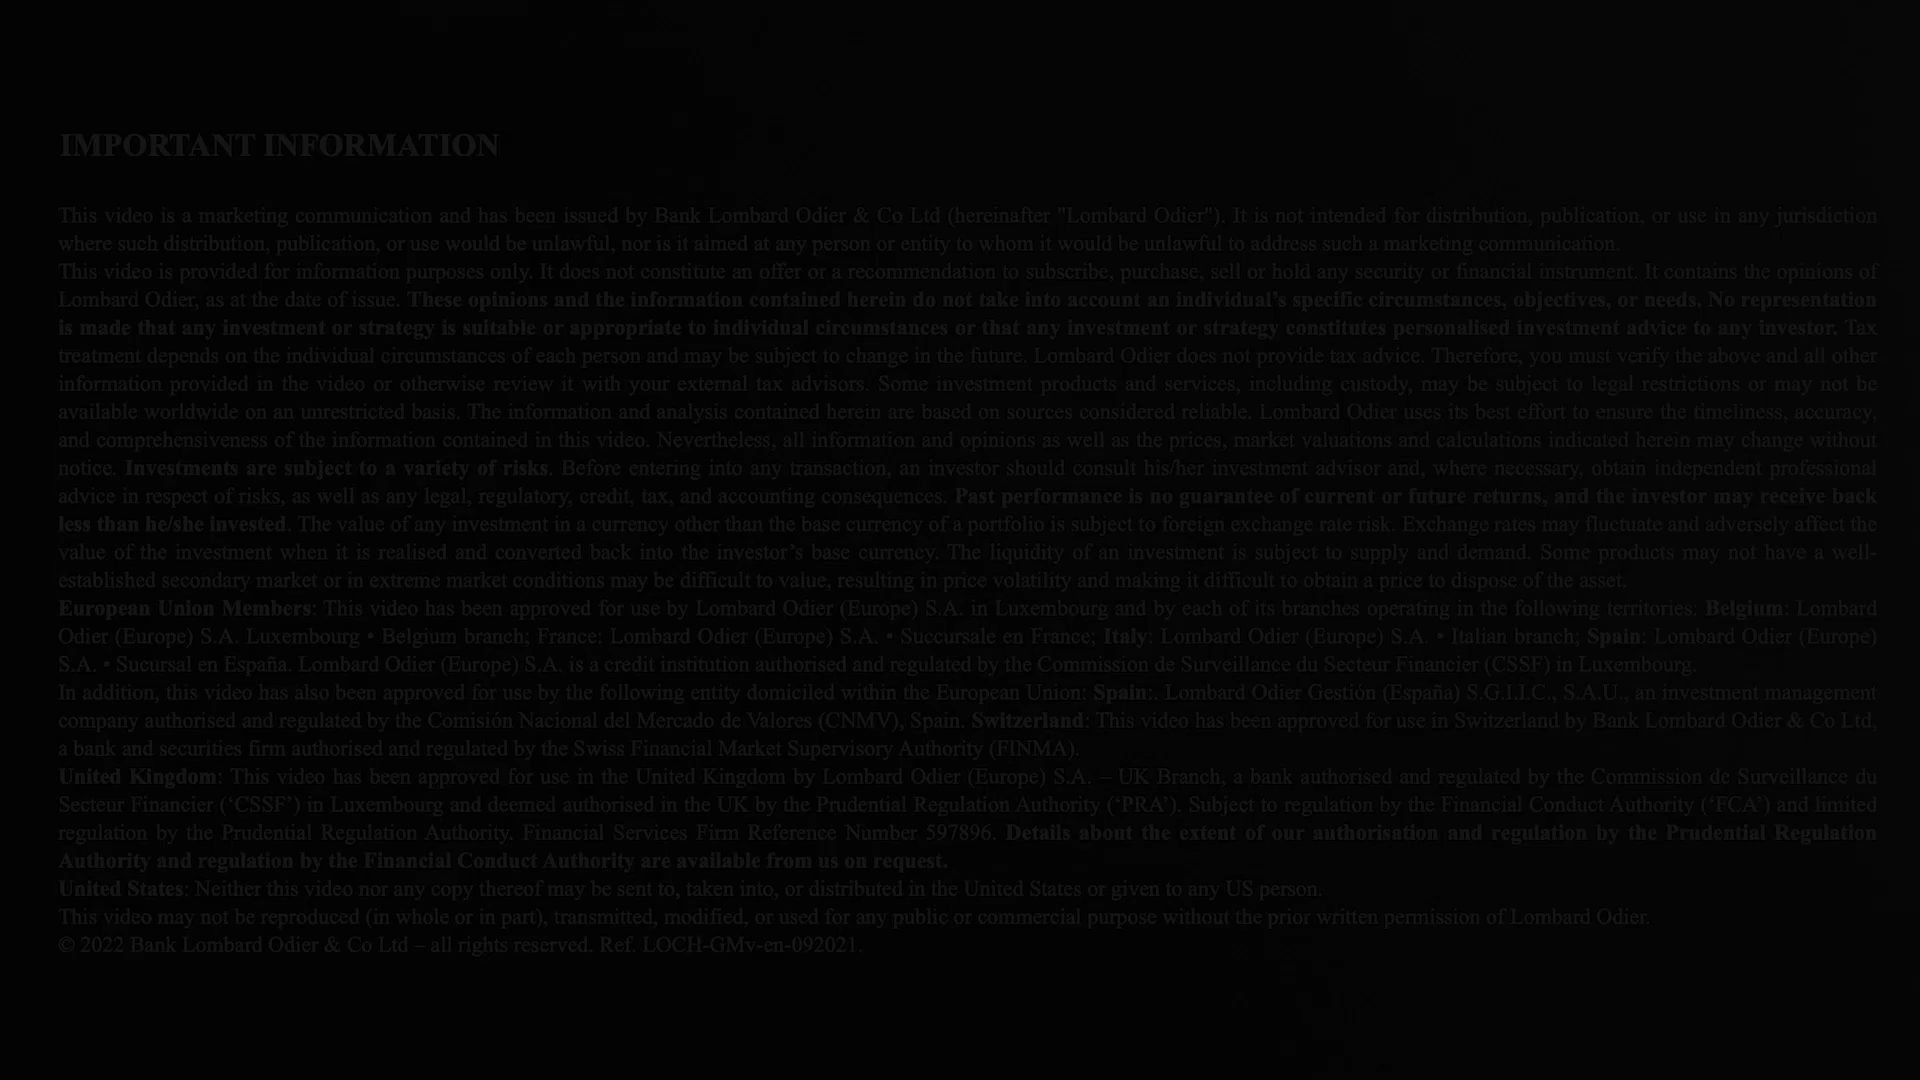 IMPORTANT INFORMATION
This video is a marketing communication and has been issued by Bank Lombard Odier & Co Ltd (hereinafter "Lombard Odier"). It is not intended for distribution, publication, or use in any jurisdiction
where such distribution, publication, or use would be unlawful, nor is it aimed at any person or entity to whom it would be unlawful to address such a marketing communication.
This video is provided for information purposes only. It does not constitute an offer or a recommendation to subscribe, purchase, sell or hold any security or financial instrument. It contains the opinions of
Lombard Odier, as at the date of issue. These opinions and the information contained herein do not take into account an individual's specific circumstances, objectives, or needs. No representation
is made that any investment or strategy is suitable or appropriate to individual circumstances or that any investment or strategy constitutes personalised investment advice to any investor. Tax
treatment depends on the individual circumstances of each person and may be subject to change in the future. Lombard Odier does not provide tax advice. Therefore, you must verify the above and all other
information provided in the video or otherwise review it with your external tax advisors. Some investment products and services, including custody, may be subject to legal restrictions or may not be
available worldwide on an unrestricted basis. The information and analysis contained herein are based on sources considered reliable. Lombard Odier uses its best effort to ensure the timeliness, accuracy,
and comprehensiveness of the information contained in this video. Nevertheless, all information and opinions as well as the prices, market valuations and calculations indicated herein may change without
notice. Investments are subject to a variety of risks. Before entering into any transaction, an investor should consult his/her investment advisor and, where necessary, obtain independent professional
advice in respect of risks, as well as any legal, regulatory, credit, tax, and accounting consequences. Past performance is no guarantee of current or future returns, and the investor may receive back
less than he/she invested. The value of any investment in a currency other than the base currency of a portfolio is subject to foreign exchange rate risk. Exchange rates may fluctuate and adversely affect the
value of the investment when it is realised and converted back into the investor's base currency. The liquidity of an investment is subject to supply and demand. Some products may not have a well-
established secondary market or in extreme market conditions may be difficult to value, resulting in price volatility and making it difficult to obtain a price to dispose of the asset.
European Union Members: This video has been approved for use by Lombard Odier (Europe) S.A. in Luxembourg and by each of its branches operating in the following territories: Belgium: Lombard
Odier (Europe) S.A. Luxembourg • Belgium branch; France: Lombard Odier (Europe) S.A. • Succursale en France; Italy: Lombard Odier (Europe) S.A. • Italian branch; Spain: Lombard Odier (Europe)
S.A. • Sucursal en España. Lombard Odier (Europe) S.A. is a credit institution authorised and regulated by the Commission de Surveillance du Secteur Financier (CSSF) in Luxembourg.
In addition, this video has also been approved for use by the following entity domiciled within the European Union: Spain:. Lombard Odier Gestión (España) S.G.I.I.C., S.A.U., an investment management
company authorised and regulated by the Comisión Nacional del Mercado de Valores (CNMV), Spain. Switzerland: This video has been approved for use in Switzerland by Bank Lombard Odier & Co Ltd,
a bank and securities firm authorised and regulated by the Swiss Financial Market Supervisory Authority (FINMA).
United Kingdom: This video has been approved for use in the United Kingdom by Lombard Odier (Europe) S.A. – UK Branch, a bank authorised and regulated by the Commission de Surveillance du
Secteur Financier ('CSSF') in Luxembourg and deemed authorised in the UK by the Prudential Regulation Authority ('PRA'). Subject to regulation by the Financial Conduct Authority ('FCA') and limited
regulation by the Prudential Regulation Authority. Financial Services Firm Reference Number 597896. Details about the extent of our authorisation and regulation by the Prudential Regulation
Authority and regulation by the Financial Conduct Authority are available from us on request.
United States: Neither this video nor any copy thereof may be sent to, taken into, or distributed in the United States or given to any US person.
This video may not be reproduced (in whole or in part), transmitted, modified, or used for any public or commercial purpose without the prior written permission of Lombard Odier.
© 2022 Bank Lombard Odier & Co Ltd – all rights reserved. Ref. LOCH-GMv-en-092021.